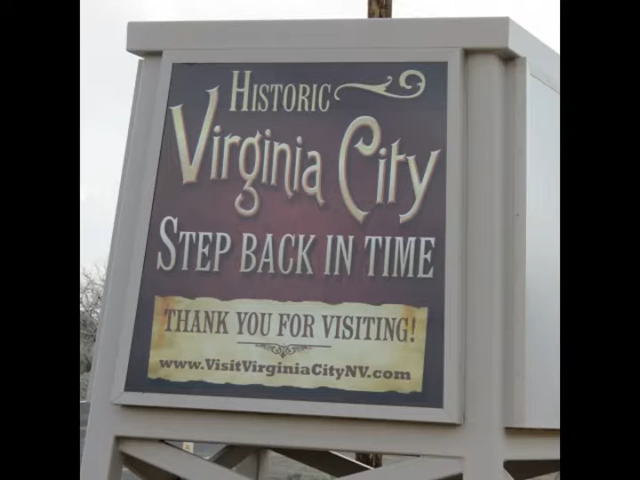 HISTORIC
Virginia City
STEP BACK IN TIME
THANK YOU FOR VISITING!
www.VisitVirginiaCityNV.com